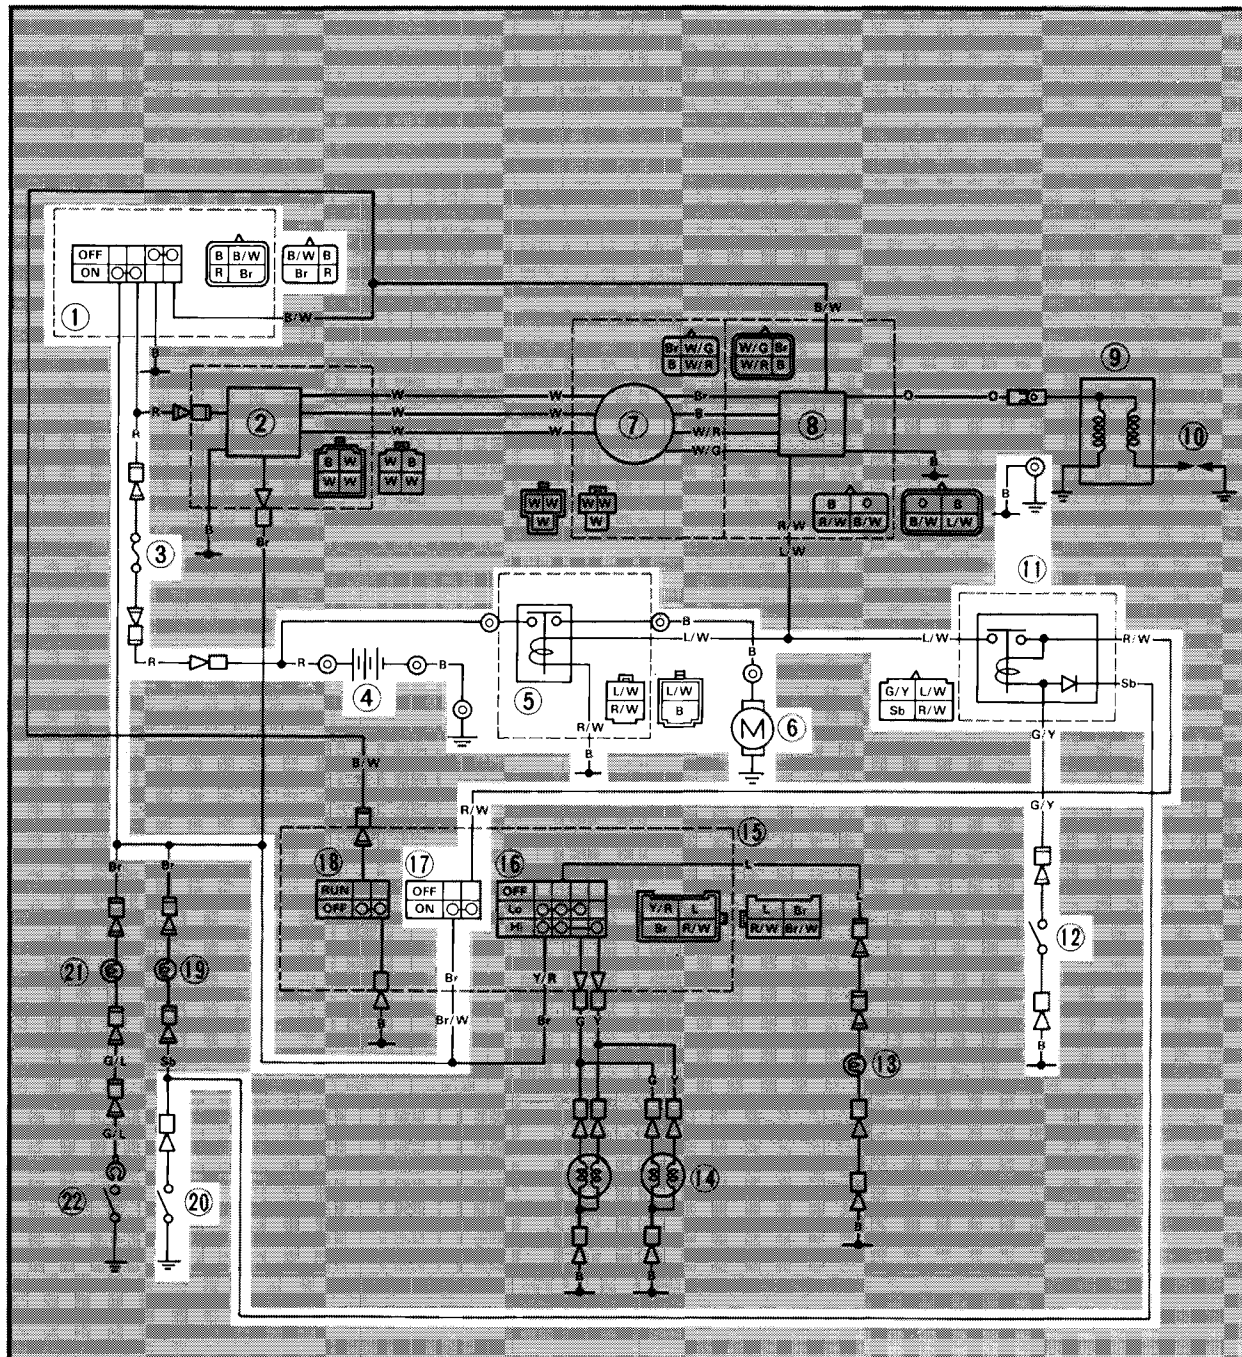 OFF
ON
B B/W
R Br
B/W B
Br R
①
B/W
B
B/W
R
②
W W
W W
W W
B W
W W
W B
W W
R
B
Br
③
Br W/G
B W/R
W/G Br
W/R B
⑦
Br
B
W/R
W/G
⑧
O O
B
W W
W
W W
W
B O
R/W B/W
O B
B/W L/W
R/W
L/W
⑨
⑩
B
⑪
R
R
④
B
⑤
B
L/W
L/W
R/W
L/W
B
R/W
B
B
M
⑥
L/W
R/W
Sb
G/Y L/W
Sb R/W
G/Y
G/Y
B/W
R/W
⑮
⑱
RUN
OFF
⑰
OFF
ON
⑯
OFF
Lo
Hi
L
Y/R L
Br R/W
L Br
R/W Br/W
L
Br
Br
㉑
⑲
G/L
Sb
G/L
㉒
⑳
B
Br
Br/W
Y/R
Br
G Y
G Y
⑭
B
B
⑬
B
⑫
B